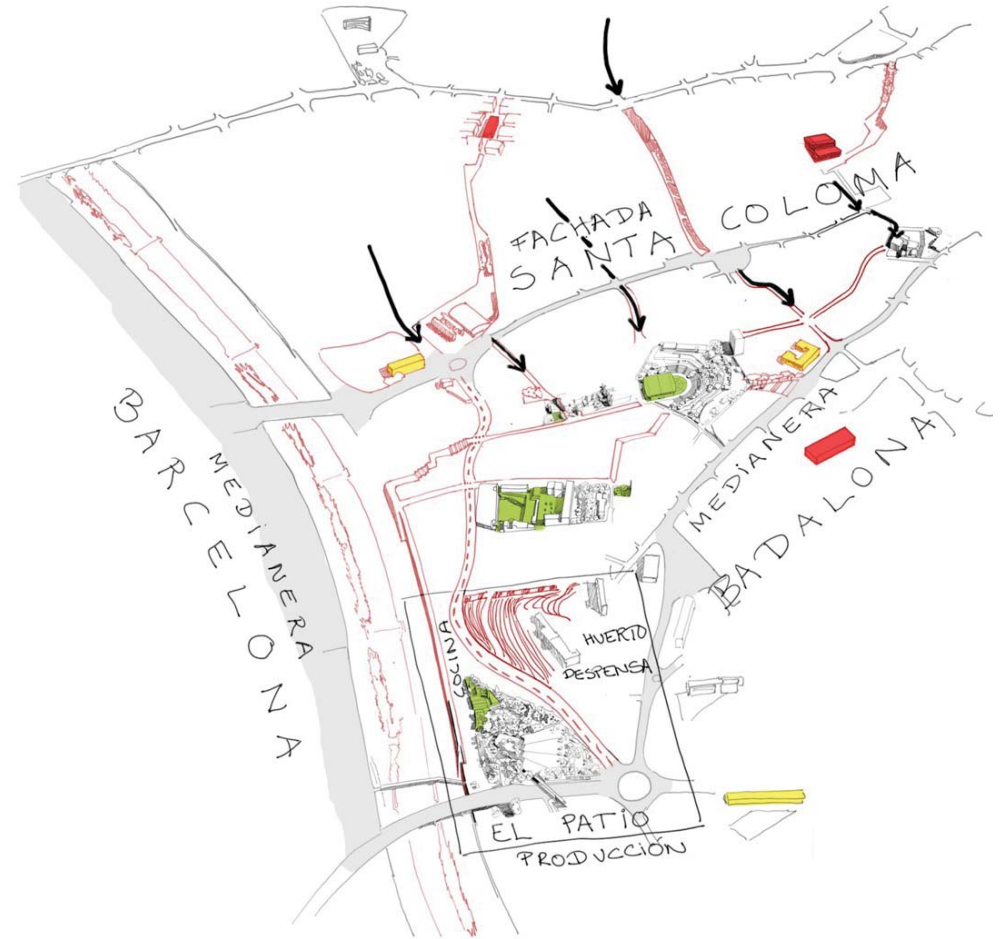 FACHADA
SANTA COLOMA
BARCELONA
MEDIANERA
MEDIANERA
BADALONA
COCINA
HUERTO
DESPENSA
EL PATIO
PRODUCCIÓN